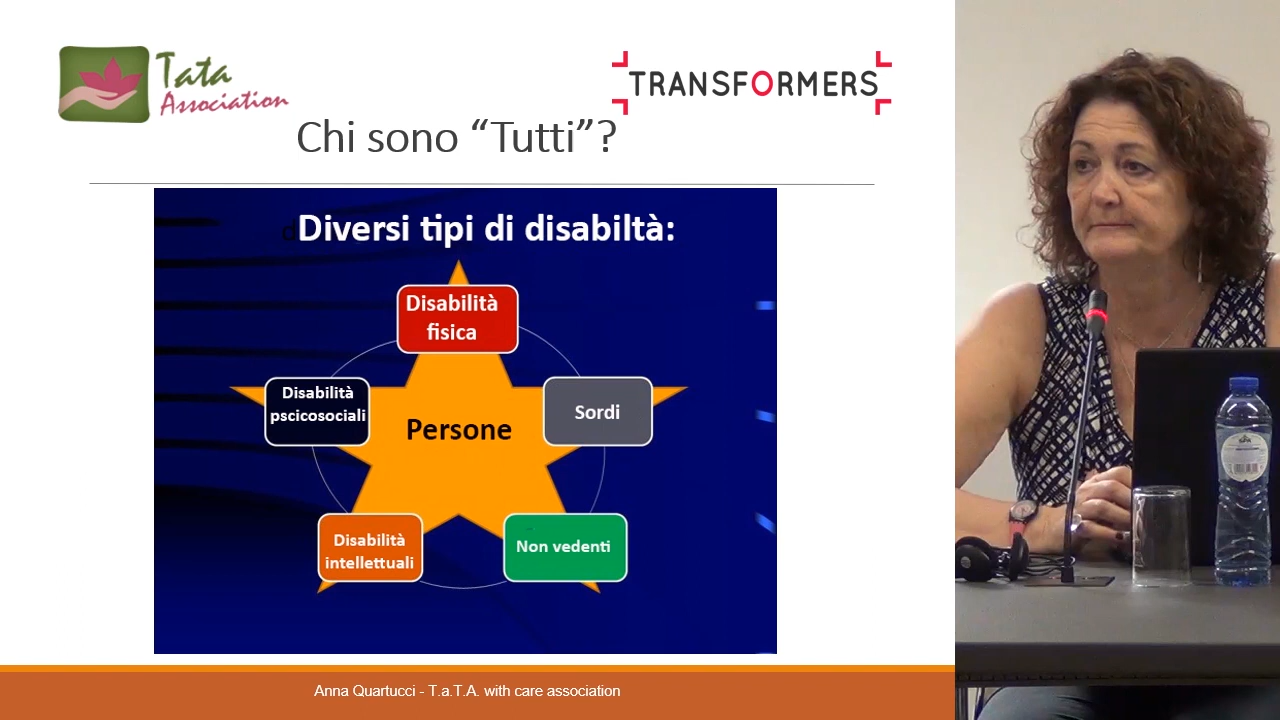 Tata
Association
TRANSFORMERS
Chi sono “Tutti”?
Diversi tipi di disabiltà:
Disabilità
fisica
Disabilità
pscicosociali
Persone
Sordi
Disabilità
intellettuali
Non vedenti
Anna Quartucci - T.a.T.A. with care association